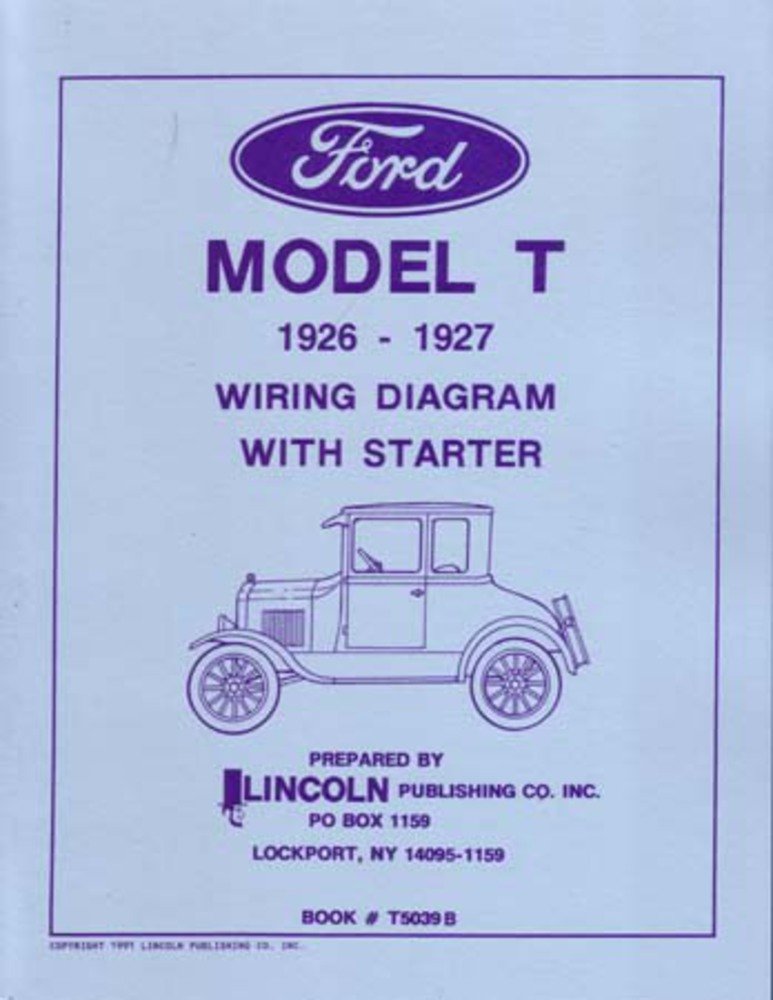 Ford
MODEL T
1926 - 1927
WIRING DIAGRAM
WITH STARTER
PREPARED BY
LINCOLN PUBLISHING CO. INC.
PO BOX 1159
LOCKPORT, NY 14095-1159
BOOK # T5039B
COPYRIGHT 1991 LINCOLN PUBLISHING CO. INC.